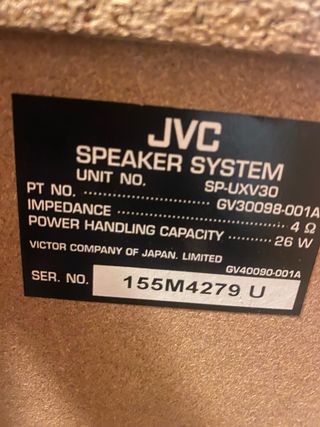 JVC
SPEAKER SYSTEM
UNIT NO. SP-UXV30
PT NO. ........................ GV30098-001A
IMPEDANCE ........................ 4 Ω
POWER HANDLING CAPACITY ........... 26 W
VICTOR COMPANY OF JAPAN. LIMITED
GV40090-001A
SER. NO. 155M4279 U